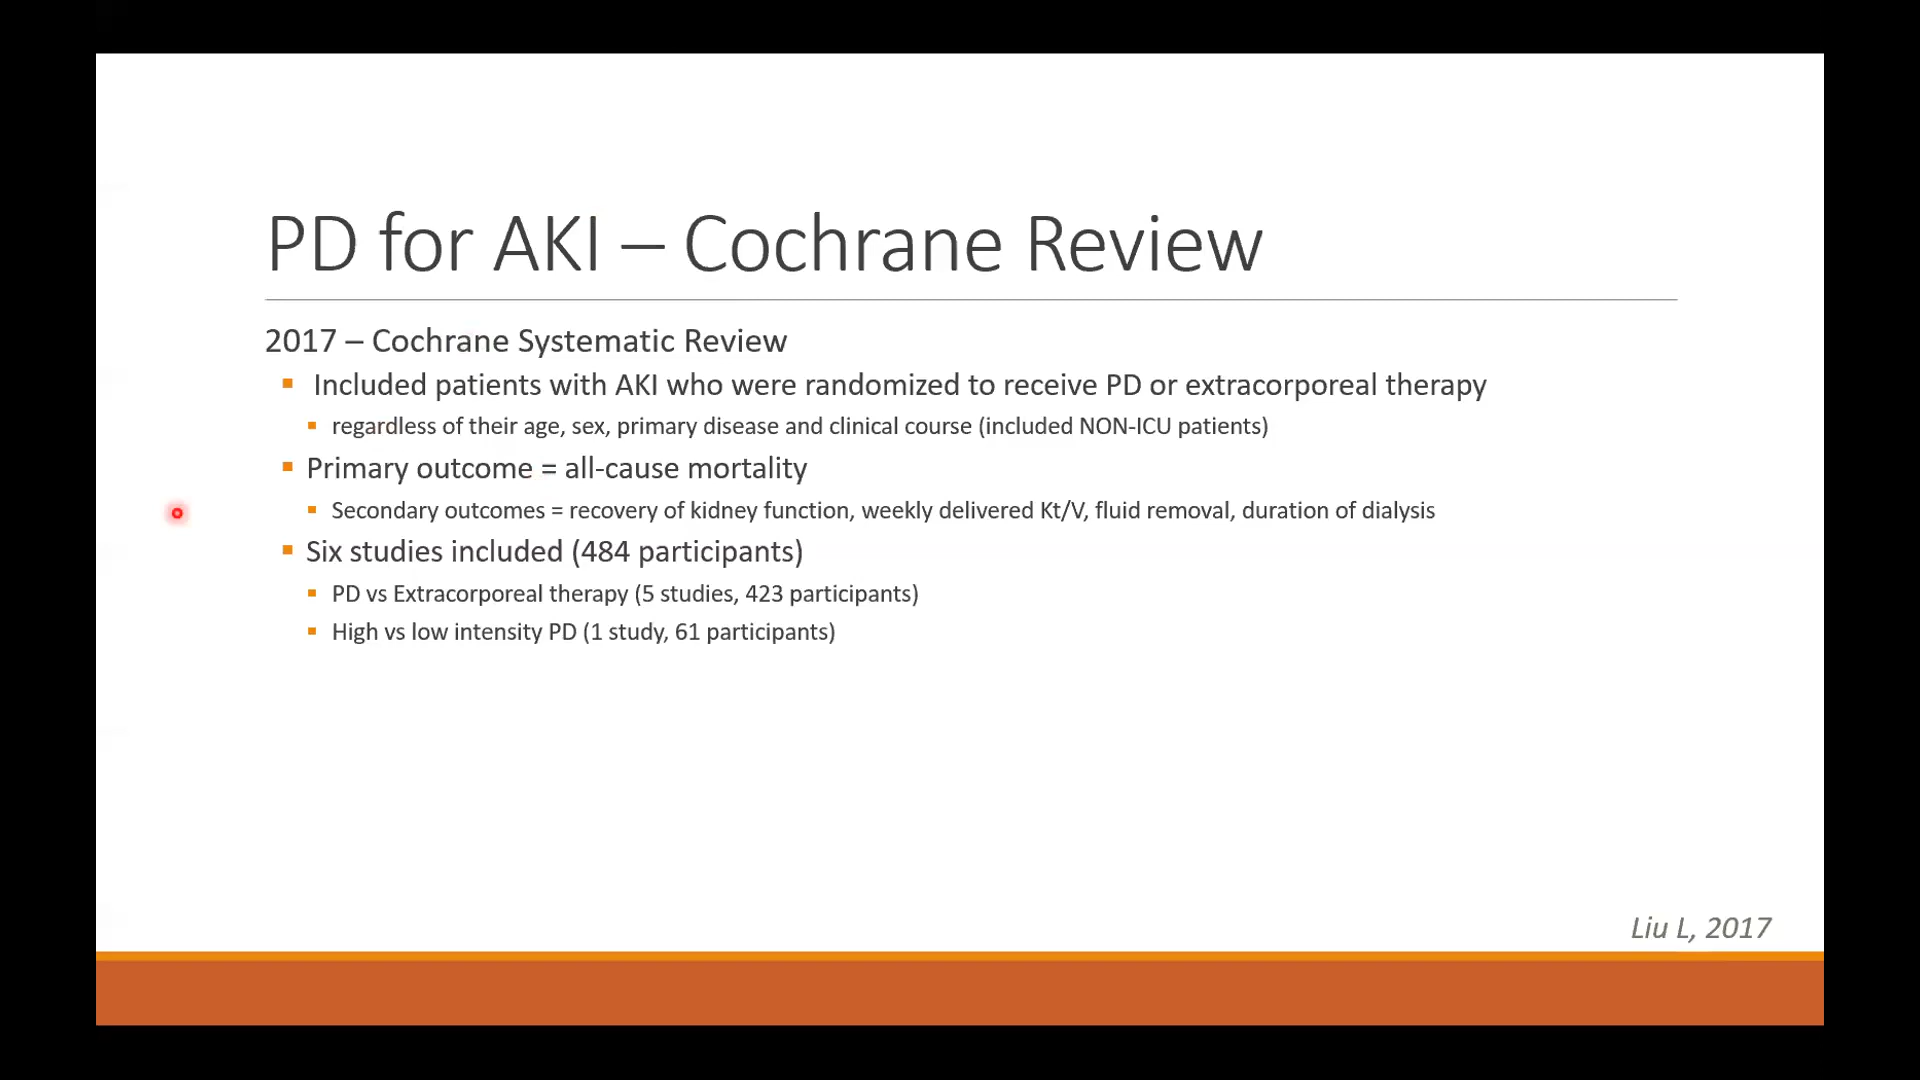 PD for AKI – Cochrane Review
2017 – Cochrane Systematic Review
Included patients with AKI who were randomized to receive PD or extracorporeal therapy
regardless of their age, sex, primary disease and clinical course (included NON-ICU patients)
Primary outcome = all-cause mortality
Secondary outcomes = recovery of kidney function, weekly delivered Kt/V, fluid removal, duration of dialysis
Six studies included (484 participants)
PD vs Extracorporeal therapy (5 studies, 423 participants)
High vs low intensity PD (1 study, 61 participants)
Liu L, 2017